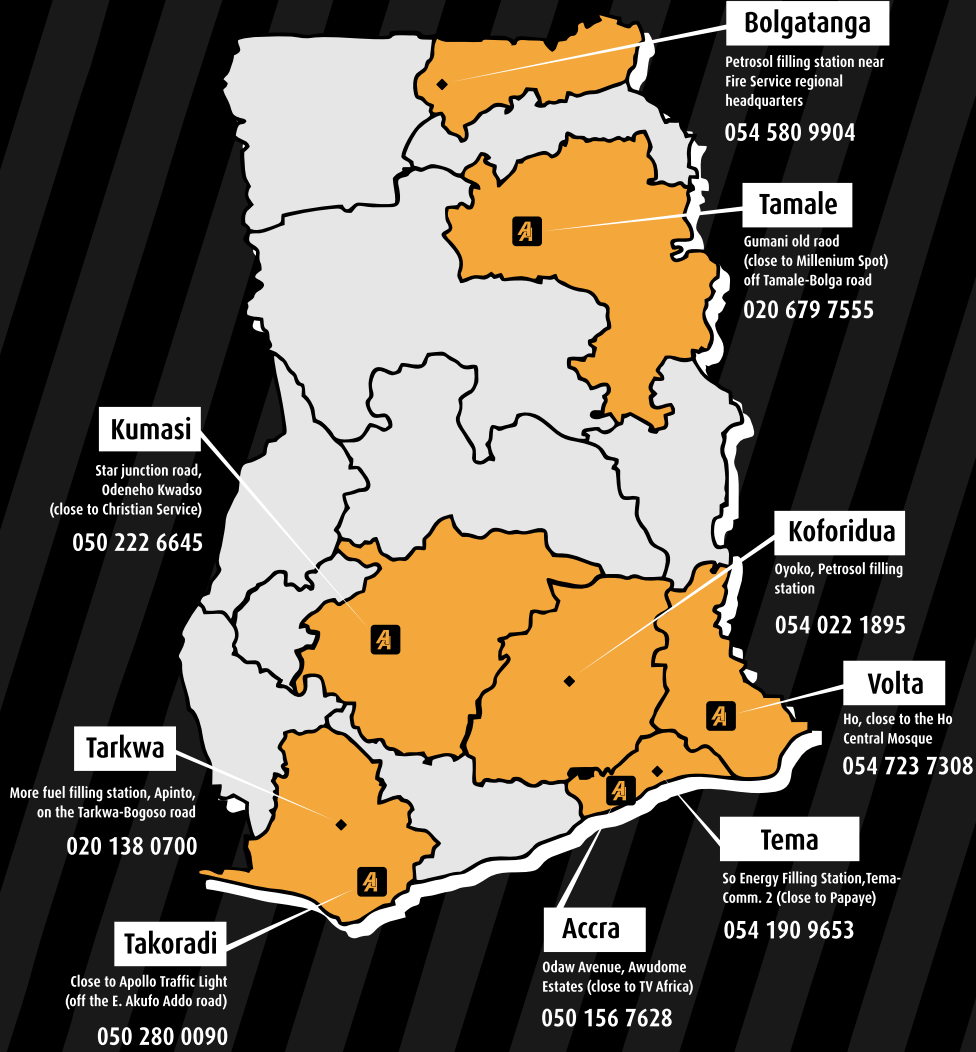 Bolgatanga
Petrosol filling station near
Fire Service regional
headquarters
054 580 9904
Tamale
Gumani old raod
(close to Millenium Spot)
off Tamale-Bolga road
020 679 7555
Kumasi
Star junction road,
Odeneho Kwadso
(close to Christian Service)
050 222 6645
Koforidua
Oyoko, Petrosol filling
station
054 022 1895
Volta
Ho, close to the Ho
Central Mosque
054 723 7308
Tarkwa
More fuel filling station, Apinto,
on the Tarkwa-Bogoso road
020 138 0700
Tema
So Energy Filling Station,Tema-
Comm. 2 (Close to Papaye)
054 190 9653
Accra
Odaw Avenue, Awudome
Estates (close to TV Africa)
050 156 7628
Takoradi
Close to Apollo Traffic Light
(off the E. Akufo Addo road)
050 280 0090
AA
AA
AA
AA
AA